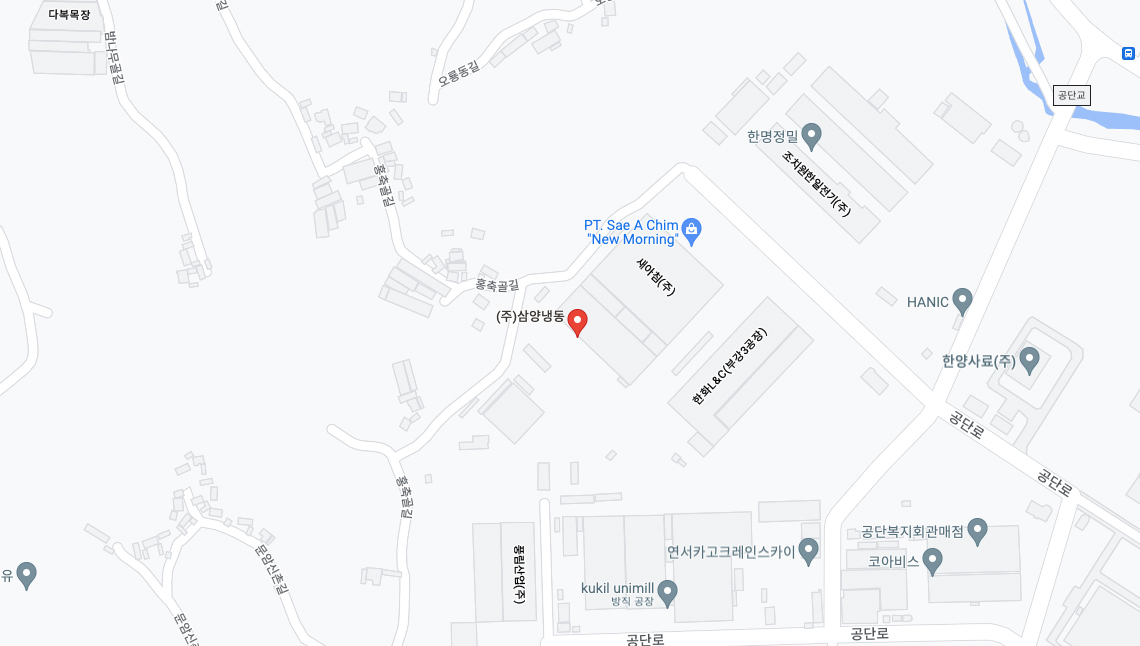 다복목장
밤나무골길
오룡동길
공단교
한명정밀
조치원한일전기(주)
홍축골길
PT. Sae A Chim
"New Morning"
새아침(주)
홍축골길
(주)삼양냉동
HANIC
한화L&C(부강3공장)
한양사료(주)
공단로
공단로
홍축골길
공단복지회관매점
연서카고크레인스카이
코아비스
풍림산업(주)
문암신촌길
유
kukil unimill
방직 공장
문암신
공단로
공단로